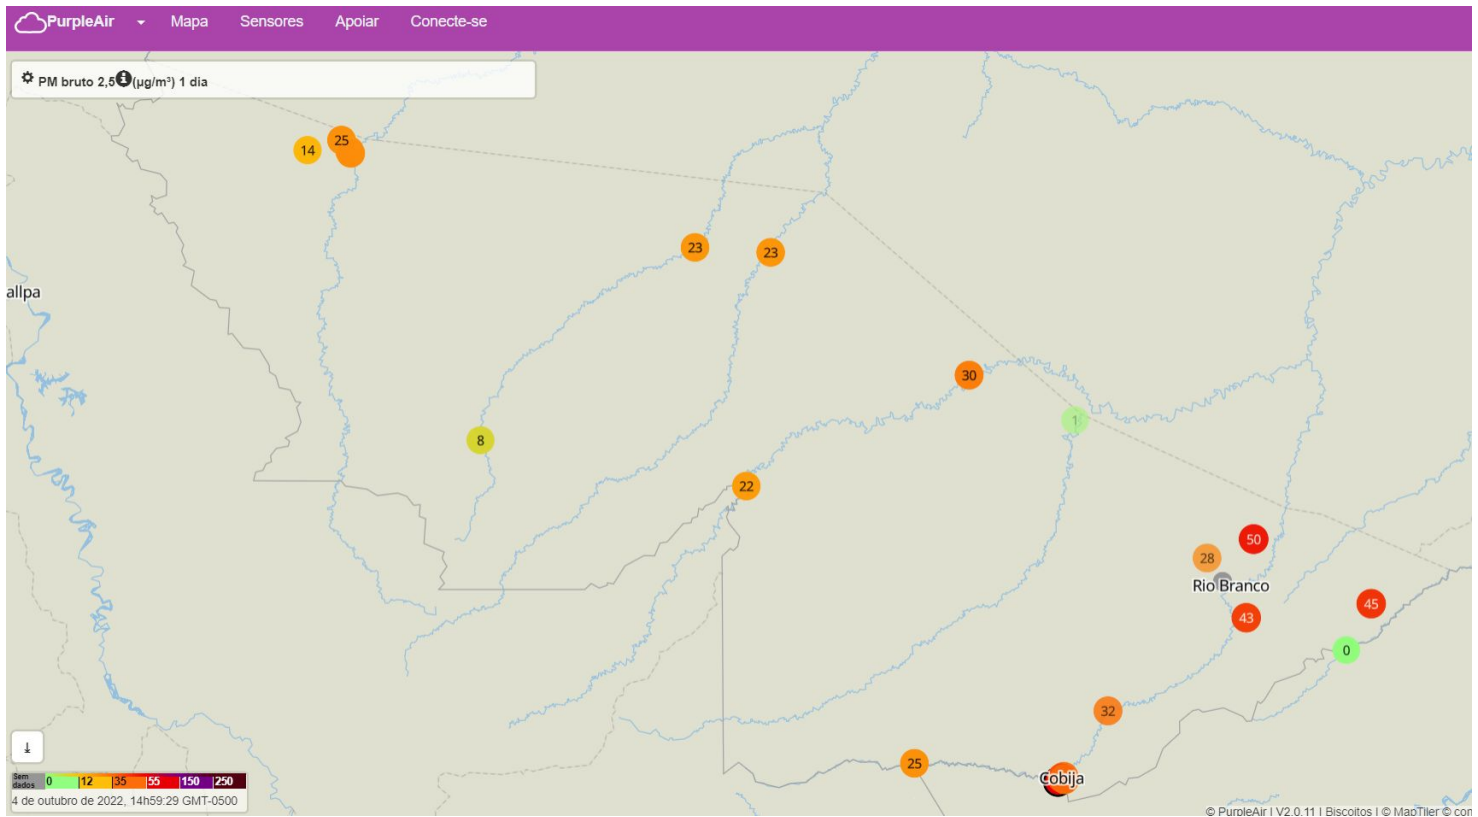 PurpleAir Mapa Sensores Apoiar Conecte-se
PM bruto 2,5 (µg/m³) 1 dia
25
14
23
23
allpa
30
1
8
22
50
28
Rio Branco
45
43
0
32
25
Cobija
Sem dados 0 |12 |35 |55 |150 |250
4 de outubro de 2022, 14h59:29 GMT-0500
© PurpleAir | V2.0.11 | Biscoitos | © MapTiler © con